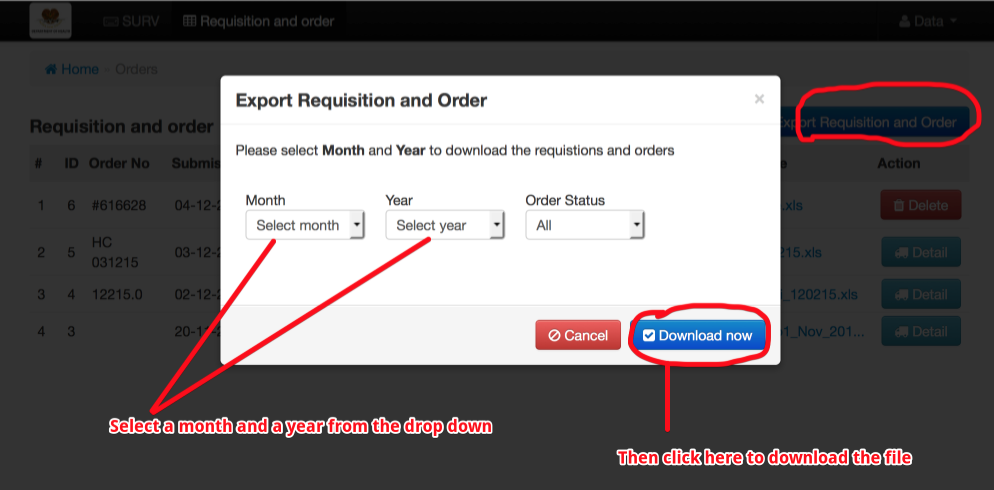 SURV Requisition and order Data
Home - Orders
Export Requisition and Order ×
Export Requisition and Order
Requisition and order
Please select Month and Year to download the requistions and orders
# ID Order No Submis Action
Month Year Order Status
Select month Select year All
1 6 #616628 04-12-2 .xls Delete
2 5 HC
031215 03-12-2 215.xls Detail
3 4 12215.0 02-12-2 _120215.xls Detail
4 3 20-11-2 1_Nov_201... Detail
Cancel Download now
Select a month and a year from the drop down
Then click here to download the file